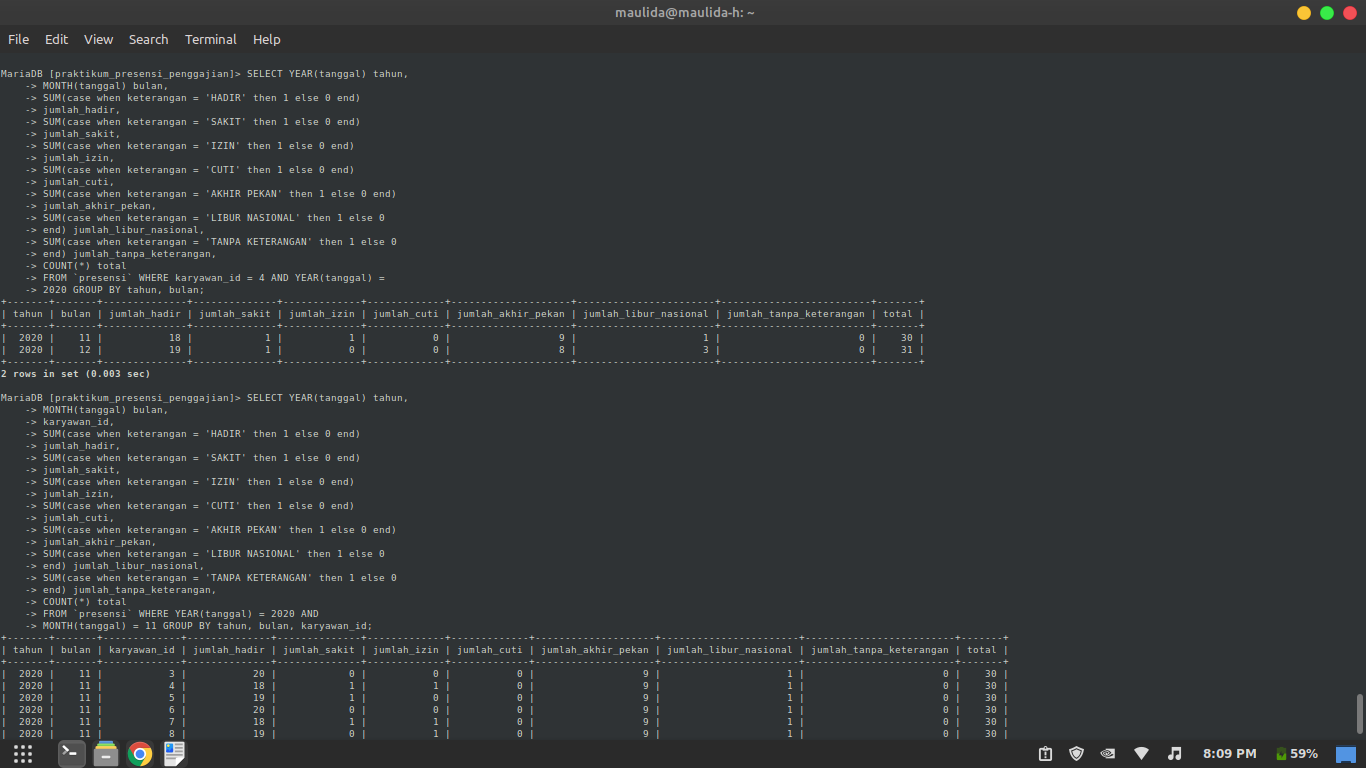 maulida@maulida-h: ~
File Edit View Search Terminal Help
MariaDB [praktikum_presensi_penggajian]> SELECT YEAR(tanggal) tahun,
    -> MONTH(tanggal) bulan,
    -> SUM(case when keterangan = 'HADIR' then 1 else 0 end)
    -> jumlah_hadir,
    -> SUM(case when keterangan = 'SAKIT' then 1 else 0 end)
    -> jumlah_sakit,
    -> SUM(case when keterangan = 'IZIN' then 1 else 0 end)
    -> jumlah_izin,
    -> SUM(case when keterangan = 'CUTI' then 1 else 0 end)
    -> jumlah_cuti,
    -> SUM(case when keterangan = 'AKHIR PEKAN' then 1 else 0 end)
    -> jumlah_akhir_pekan,
    -> SUM(case when keterangan = 'LIBUR NASIONAL' then 1 else 0
    -> end) jumlah_libur_nasional,
    -> SUM(case when keterangan = 'TANPA KETERANGAN' then 1 else 0
    -> end) jumlah_tanpa_keterangan,
    -> COUNT(*) total
    -> FROM `presensi` WHERE karyawan_id = 4 AND YEAR(tanggal) =
    -> 2020 GROUP BY tahun, bulan;
+-------+-------+--------------+--------------+-------------+-------------+--------------------+-----------------------+-------------------------+-------+
| tahun | bulan | jumlah_hadir | jumlah_sakit | jumlah_izin | jumlah_cuti | jumlah_akhir_pekan | jumlah_libur_nasional | jumlah_tanpa_keterangan | total |
+-------+-------+--------------+--------------+-------------+-------------+--------------------+-----------------------+-------------------------+-------+
|  2020 |    11 |           18 |            1 |           1 |           0 |                  9 |                     1 |                       0 |    30 |
|  2020 |    12 |           19 |            1 |           0 |           0 |                  8 |                     3 |                       0 |    31 |
+-------+-------+--------------+--------------+-------------+-------------+--------------------+-----------------------+-------------------------+-------+
2 rows in set (0.003 sec)
MariaDB [praktikum_presensi_penggajian]> SELECT YEAR(tanggal) tahun,
    -> MONTH(tanggal) bulan,
    -> karyawan_id,
    -> SUM(case when keterangan = 'HADIR' then 1 else 0 end)
    -> jumlah_hadir,
    -> SUM(case when keterangan = 'SAKIT' then 1 else 0 end)
    -> jumlah_sakit,
    -> SUM(case when keterangan = 'IZIN' then 1 else 0 end)
    -> jumlah_izin,
    -> SUM(case when keterangan = 'CUTI' then 1 else 0 end)
    -> jumlah_cuti,
    -> SUM(case when keterangan = 'AKHIR PEKAN' then 1 else 0 end)
    -> jumlah_akhir_pekan,
    -> SUM(case when keterangan = 'LIBUR NASIONAL' then 1 else 0
    -> end) jumlah_libur_nasional,
    -> SUM(case when keterangan = 'TANPA KETERANGAN' then 1 else 0
    -> end) jumlah_tanpa_keterangan,
    -> COUNT(*) total
    -> FROM `presensi` WHERE YEAR(tanggal) = 2020 AND
    -> MONTH(tanggal) = 11 GROUP BY tahun, bulan, karyawan_id;
+-------+-------+-------------+--------------+--------------+-------------+-------------+--------------------+-----------------------+-------------------------+-------+
| tahun | bulan | karyawan_id | jumlah_hadir | jumlah_sakit | jumlah_izin | jumlah_cuti | jumlah_akhir_pekan | jumlah_libur_nasional | jumlah_tanpa_keterangan | total |
+-------+-------+-------------+--------------+--------------+-------------+-------------+--------------------+-----------------------+-------------------------+-------+
|  2020 |    11 |           3 |           20 |            0 |           0 |           0 |                  9 |                     1 |                       0 |    30 |
|  2020 |    11 |           4 |           18 |            1 |           1 |           0 |                  9 |                     1 |                       0 |    30 |
|  2020 |    11 |           5 |           19 |            1 |           0 |           0 |                  9 |                     1 |                       0 |    30 |
|  2020 |    11 |           6 |           20 |            0 |           0 |           0 |                  9 |                     1 |                       0 |    30 |
|  2020 |    11 |           7 |           18 |            1 |           1 |           0 |                  9 |                     1 |                       0 |    30 |
|  2020 |    11 |           8 |           19 |            0 |           1 |           0 |                  9 |                     1 |                       0 |    30 |
8:09 PM 59%